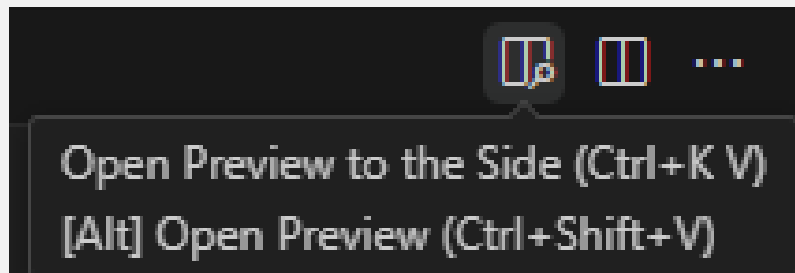 Open Preview to the Side (Ctrl+K V)
[Alt] Open Preview (Ctrl+Shift+V)